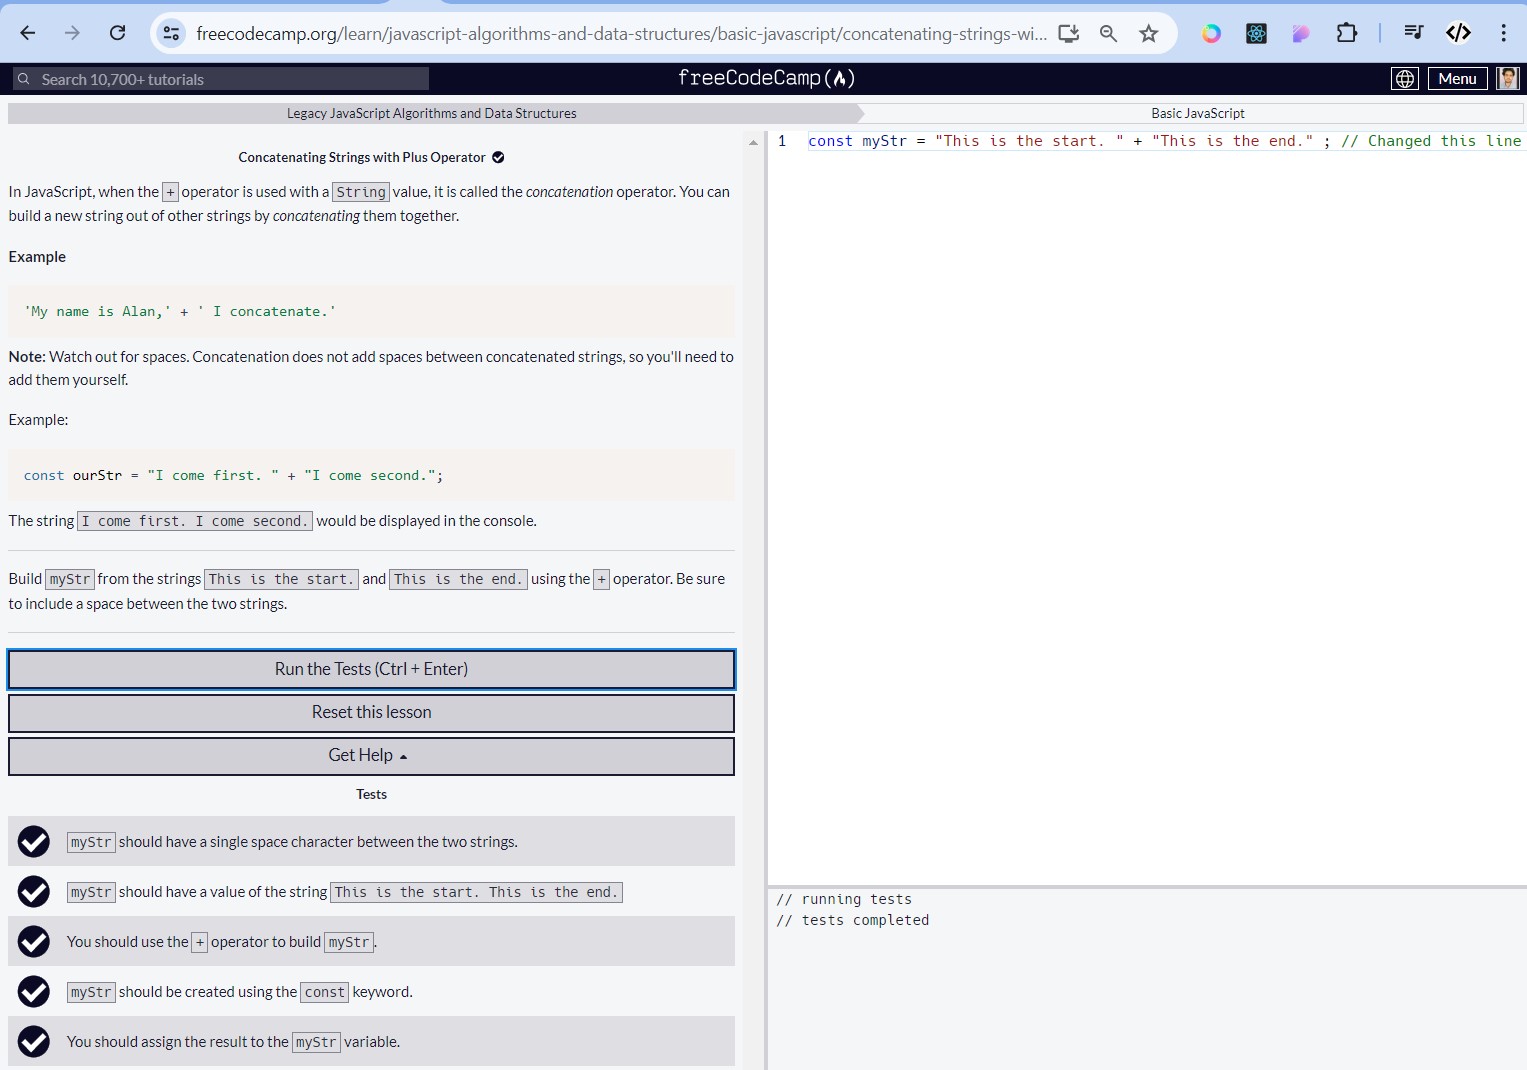 freecodecamp.org/learn/javascript-algorithms-and-data-structures/basic-javascript/concatenating-strings-wi...
Search 10,700+ tutorials
freeCodeCamp(🔥)
Menu
Legacy JavaScript Algorithms and Data Structures
Basic JavaScript
Concatenating Strings with Plus Operator
In JavaScript, when the + operator is used with a String value, it is called the concatenation operator. You can
build a new string out of other strings by concatenating them together.
Example
'My name is Alan,' + ' I concatenate.'
Note: Watch out for spaces. Concatenation does not add spaces between concatenated strings, so you'll need to
add them yourself.
Example:
const ourStr = "I come first. " + "I come second.";
The string I come first. I come second. would be displayed in the console.
Build myStr from the strings This is the start. and This is the end. using the + operator. Be sure
to include a space between the two strings.
Run the Tests (Ctrl + Enter)
Reset this lesson
Get Help
Tests
myStr should have a single space character between the two strings.
myStr should have a value of the string This is the start. This is the end.
You should use the + operator to build myStr.
myStr should be created using the const keyword.
You should assign the result to the myStr variable.
1 const myStr = "This is the start. " + "This is the end." ; // Changed this line
// running tests
// tests completed